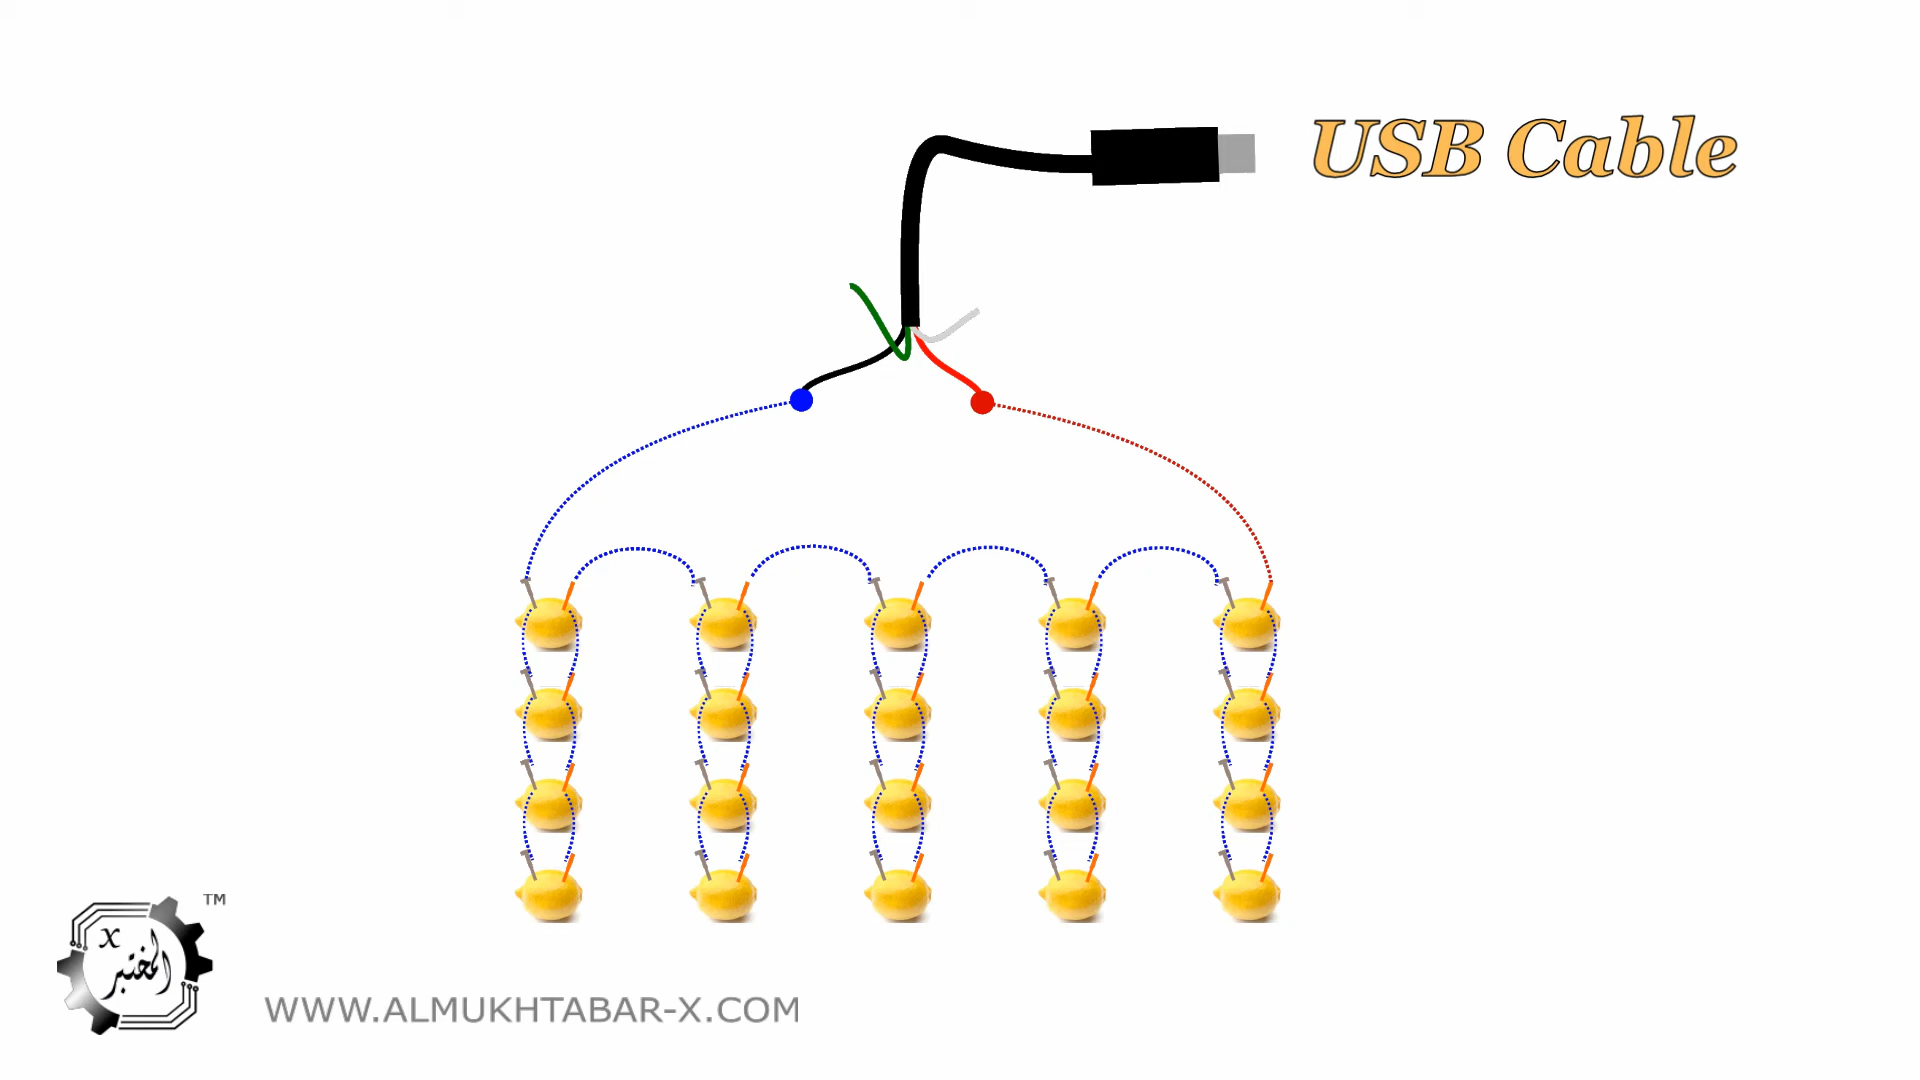 USB Cable
TM
x
المختبر
WWW.ALMUKHTABAR-X.COM